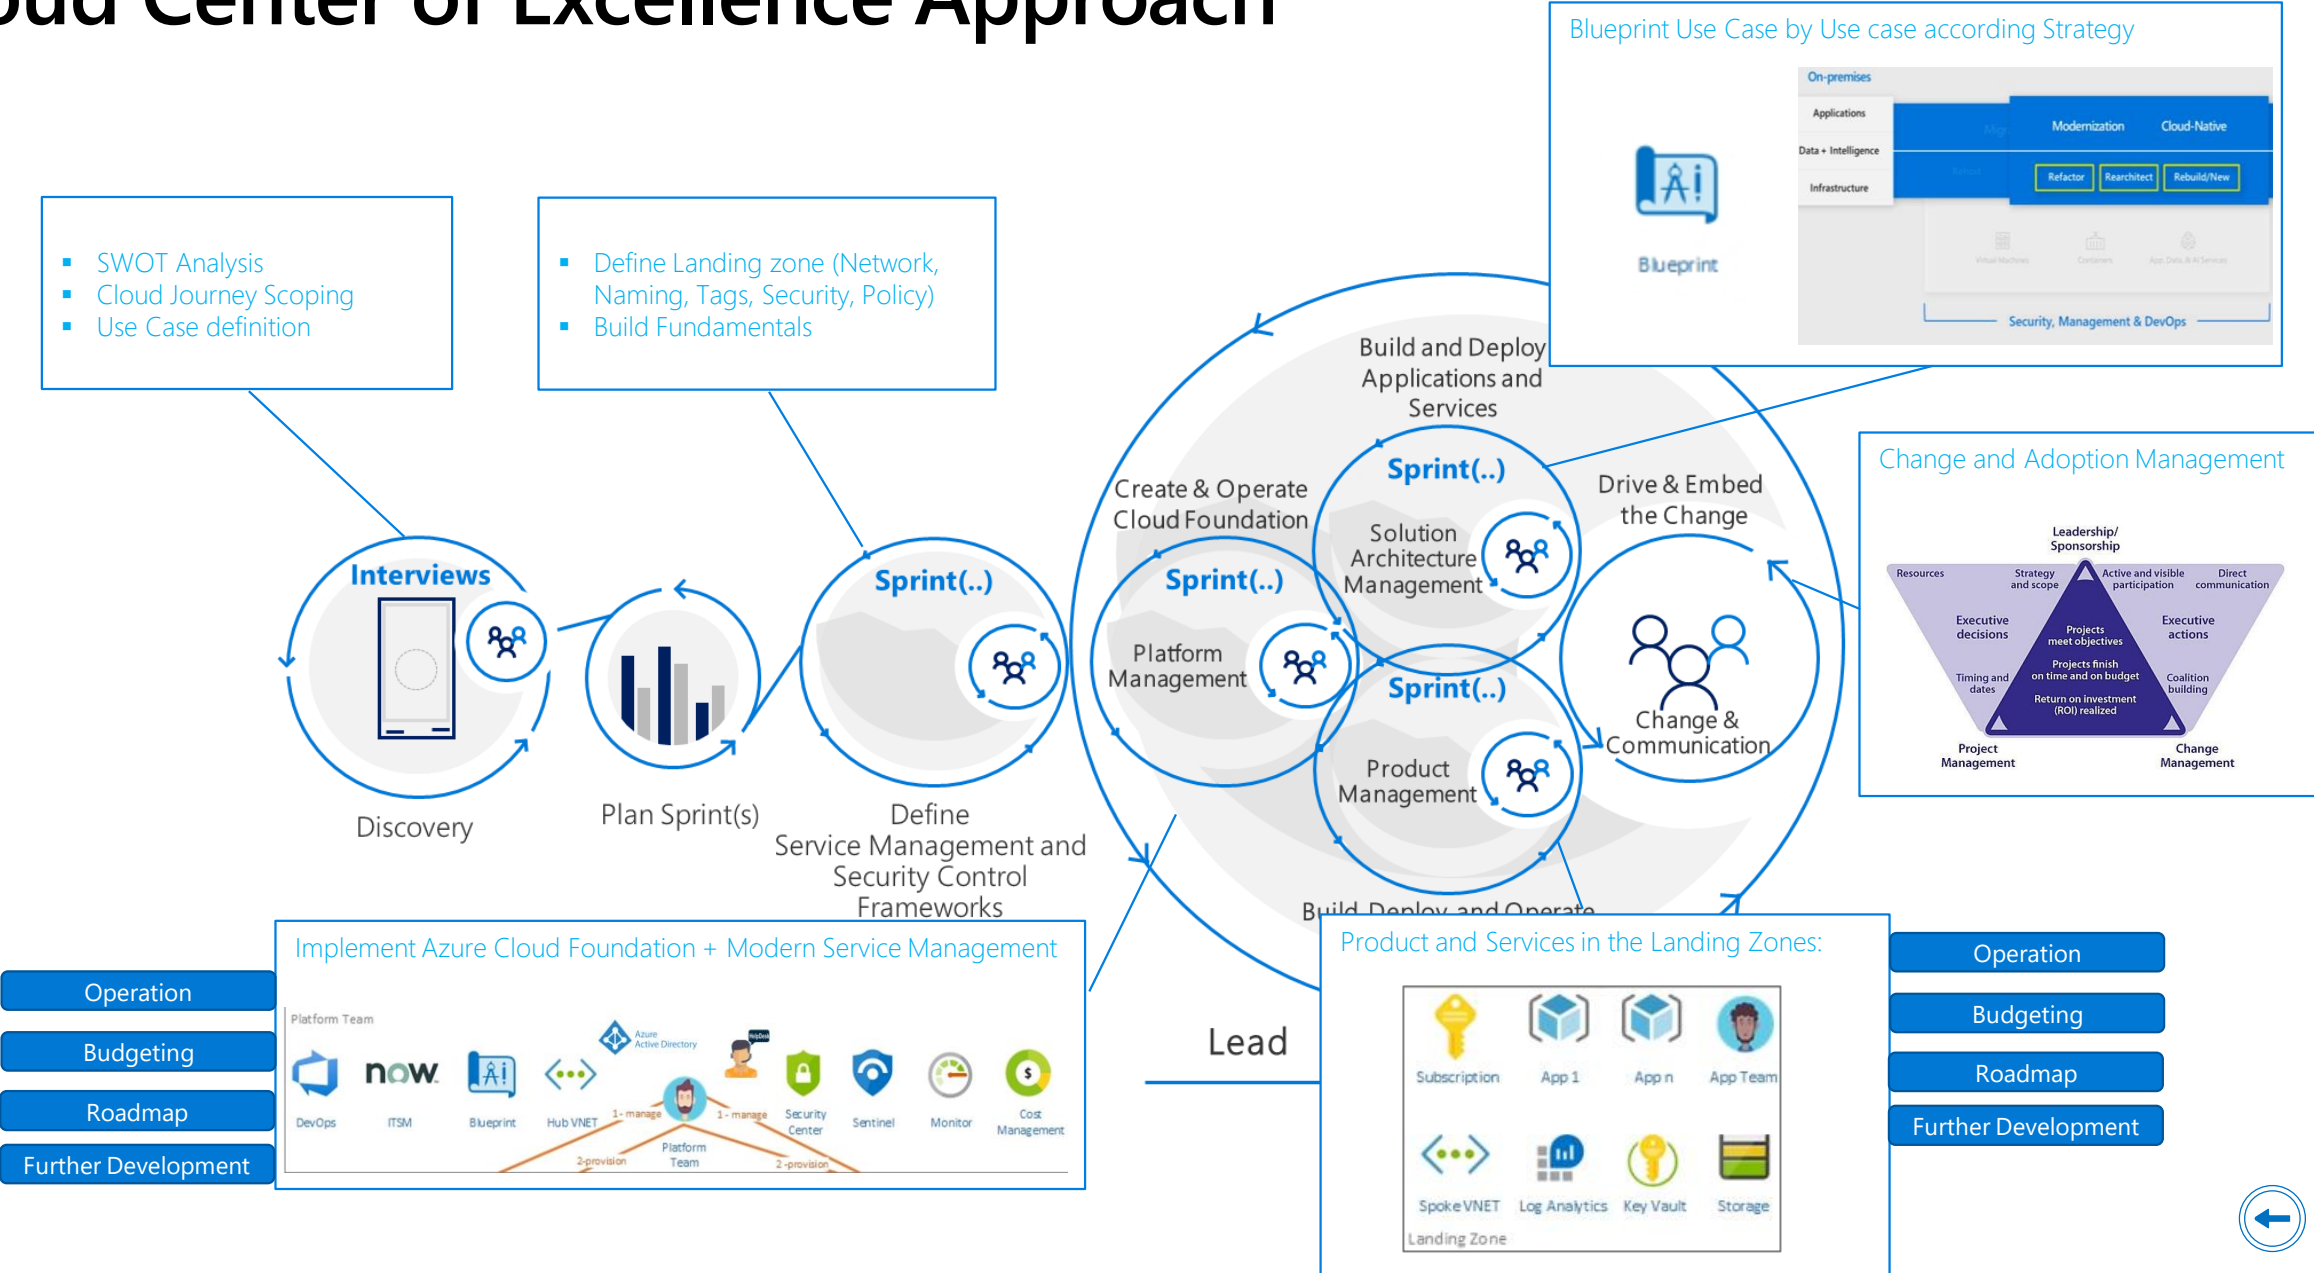 oud Center of Excellence Approach
Blueprint Use Case by Use case according Strategy
On-premises
Applications
Data + Intelligence
Infrastructure
Modernization
Cloud-Native
Refactor
Rearchitect
Rebuild/New
Virtual Machines
Containers
Security, Management & DevOps
Blueprint
▪ SWOT Analysis
▪ Cloud Journey Scoping
▪ Use Case definition
▪ Define Landing zone (Network,
Naming, Tags, Security, Policy)
▪ Build Fundamentals
Build and Deploy
Applications and
Services
Sprint(..)
Solution
Architecture
Management
Create & Operate
Cloud Foundation
Sprint(..)
Platform
Management
Drive & Embed
the Change
Change &
Communication
Sprint(..)
Product
Management
Build, Deploy, and Operate
Interviews
Discovery
Plan Sprint(s)
Sprint(..)
Define
Service Management and
Security Control
Frameworks
Change and Adoption Management
Leadership/
Sponsorship
Resources
Strategy
and scope
Active and visible
participation
Direct
communication
Executive
decisions
Executive
actions
Projects
meet objectives
Projects finish
on time and on budget
Return on investment
(ROI) realized
Timing and
dates
Coalition
building
Project
Management
Change
Management
Operation
Budgeting
Roadmap
Further Development
Implement Azure Cloud Foundation + Modern Service Management
Platform Team
Azure
Active Directory
HelpDesk
DevOps
ITSM
now
Blueprint
Hub VNET
1- manage
1- manage
Platform
Team
2-provision
2 -provision
Security
Center
Sentinel
Monitor
Cost
Management
Lead
Product and Services in the Landing Zones:
Subscription
App 1
App n
App Team
Spoke VNET
Log Analytics
Key Vault
Storage
Landing Zone
Operation
Budgeting
Roadmap
Further Development